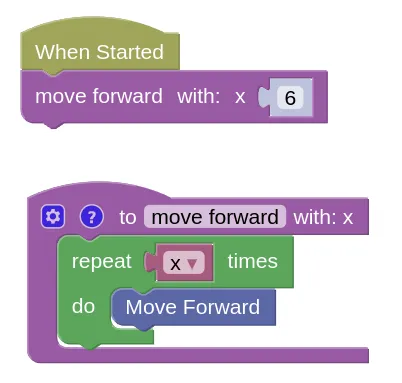 When Started
move forward with: x 6
? to move forward with: x
repeat x ▾ times
do Move Forward